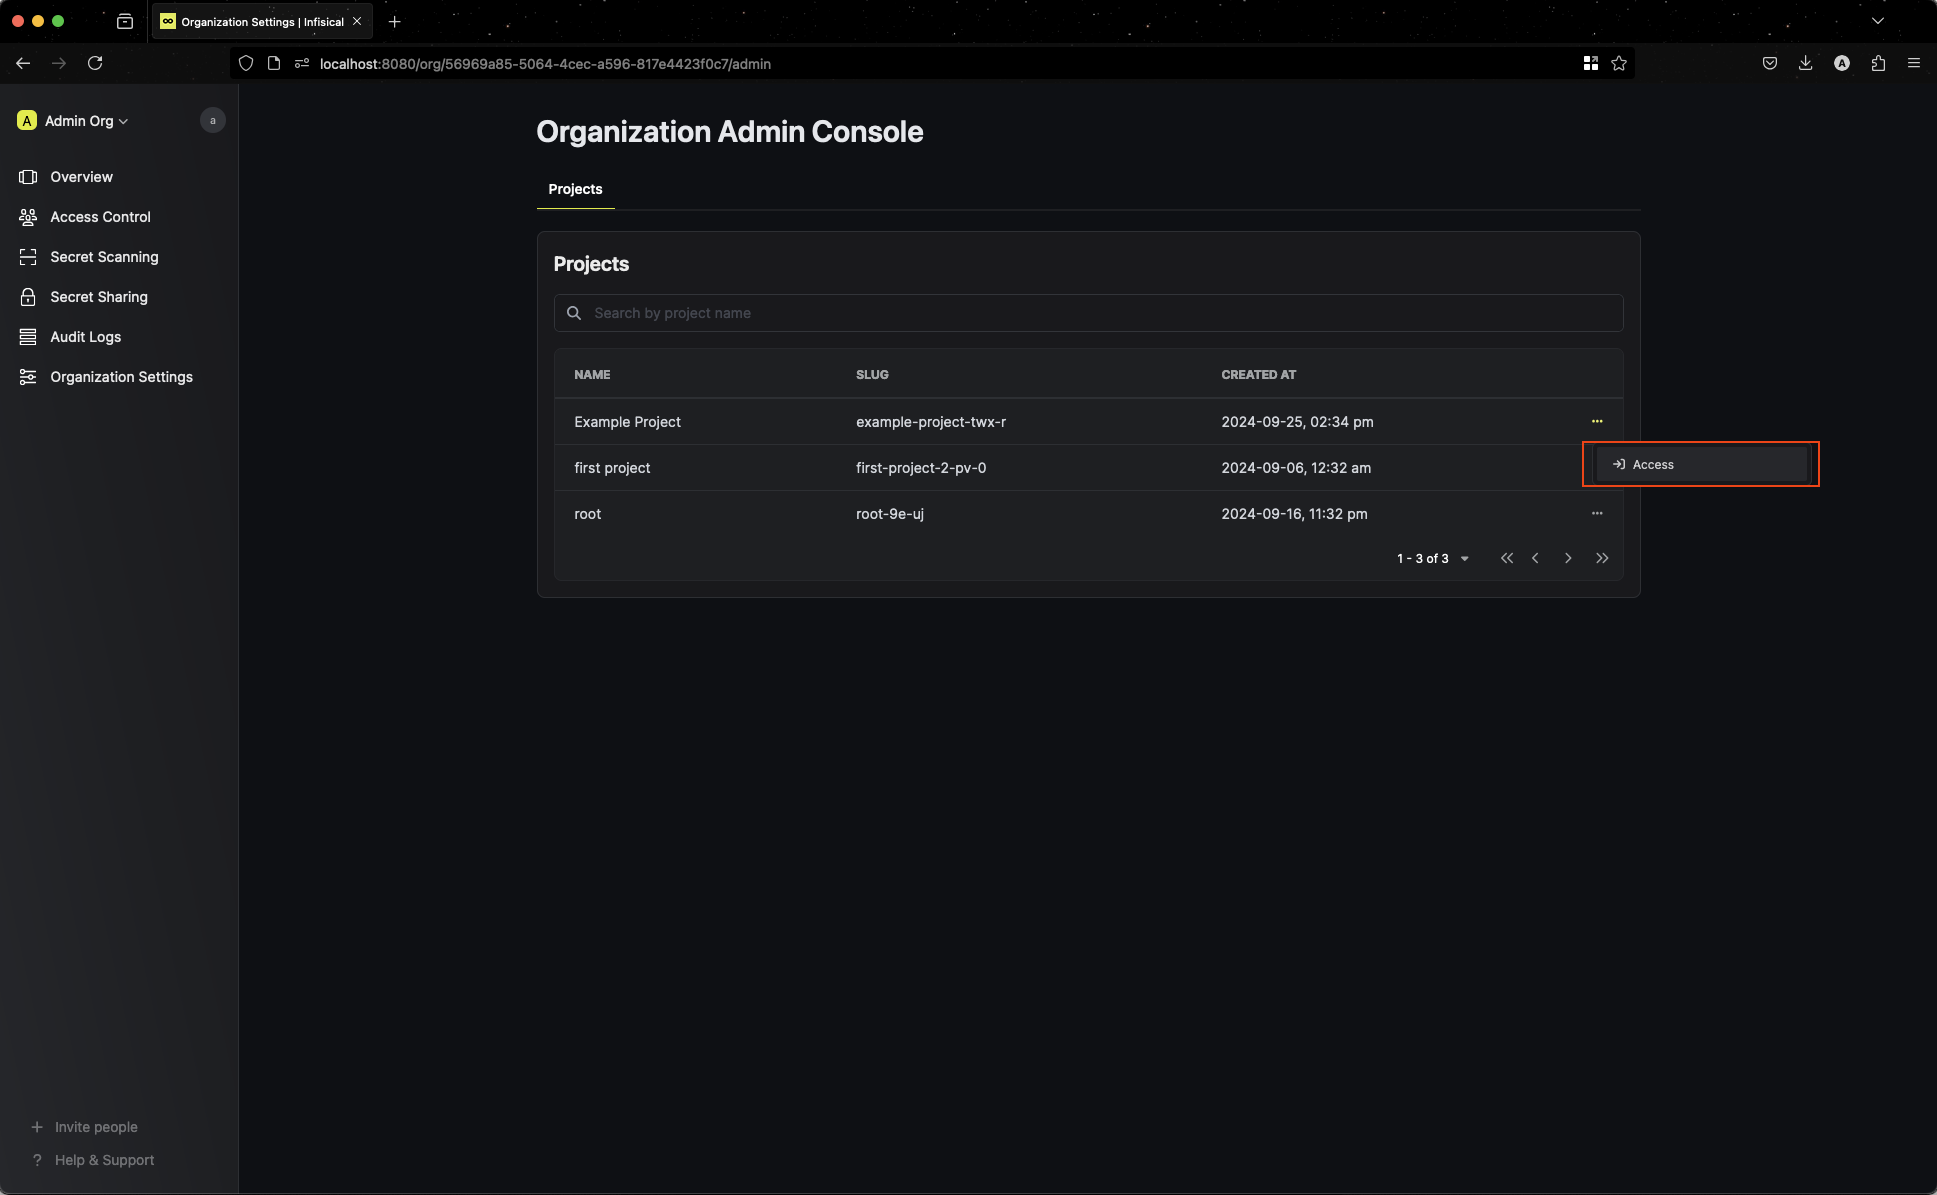 Organization Settings | Infisical
localhost:8080/org/56969a85-5064-4cec-a596-817e4423f0c7/admin
A
A Admin Org
a
Overview
Access Control
Secret Scanning
Secret Sharing
Audit Logs
Organization Settings
Invite people
? Help & Support
Organization Admin Console
Projects
Projects
Search by project name
NAME SLUG CREATED AT
Example Project example-project-twx-r 2024-09-25, 02:34 pm
first project first-project-2-pv-0 2024-09-06, 12:32 am
Access
root root-9e-uj 2024-09-16, 11:32 pm
1 - 3 of 3